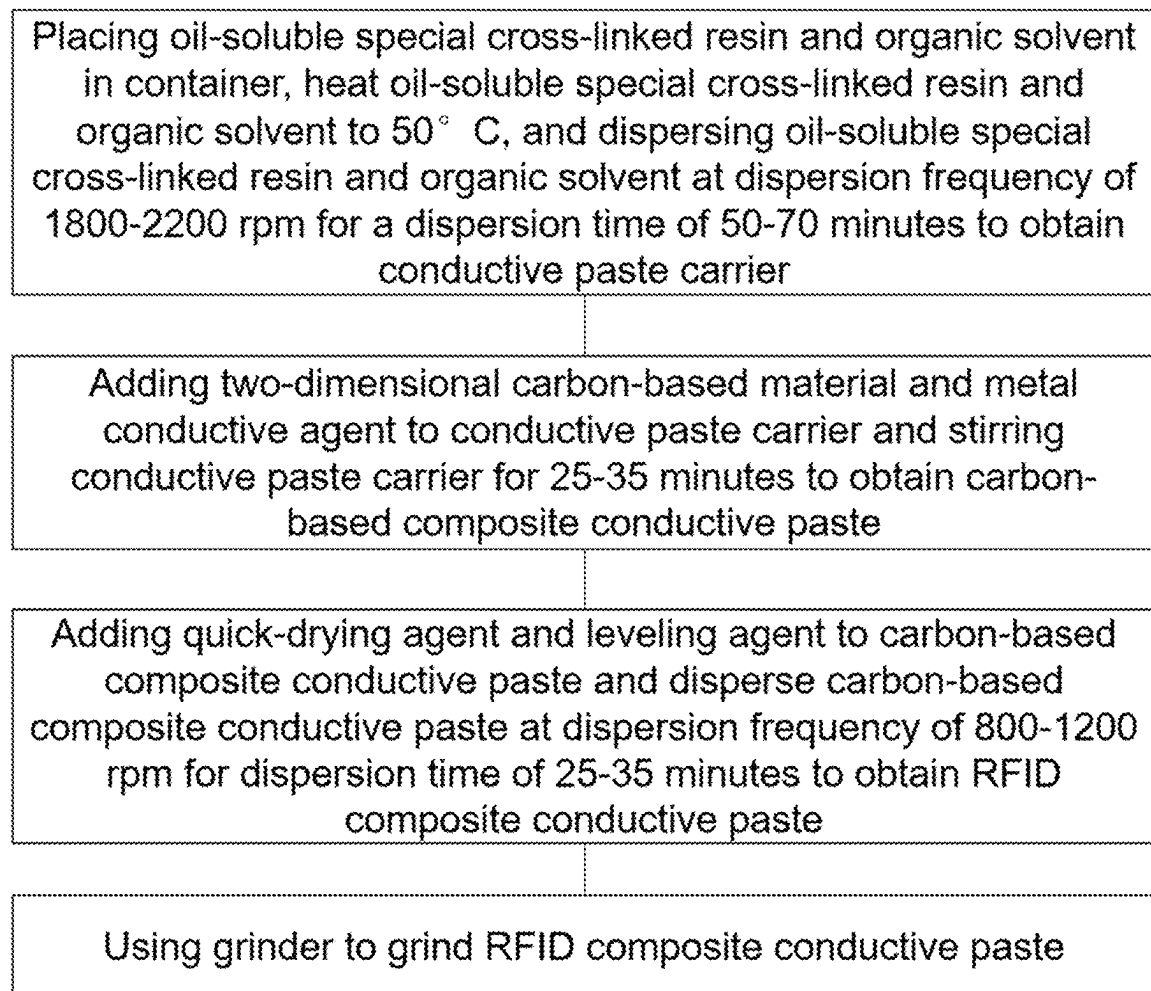 Placing oil-soluble special cross-linked resin and organic solvent
in container, heat oil-soluble special cross-linked resin and
organic solvent to 50° C, and dispersing oil-soluble special
cross-linked resin and organic solvent at dispersion frequency of
1800-2200 rpm for a dispersion time of 50-70 minutes to obtain
conductive paste carrier
Adding two-dimensional carbon-based material and metal
conductive agent to conductive paste carrier and stirring
conductive paste carrier for 25-35 minutes to obtain carbon-
based composite conductive paste
Adding quick-drying agent and leveling agent to carbon-based
composite conductive paste and disperse carbon-based
composite conductive paste at dispersion frequency of 800-1200
rpm for dispersion time of 25-35 minutes to obtain RFID
composite conductive paste
Using grinder to grind RFID composite conductive paste